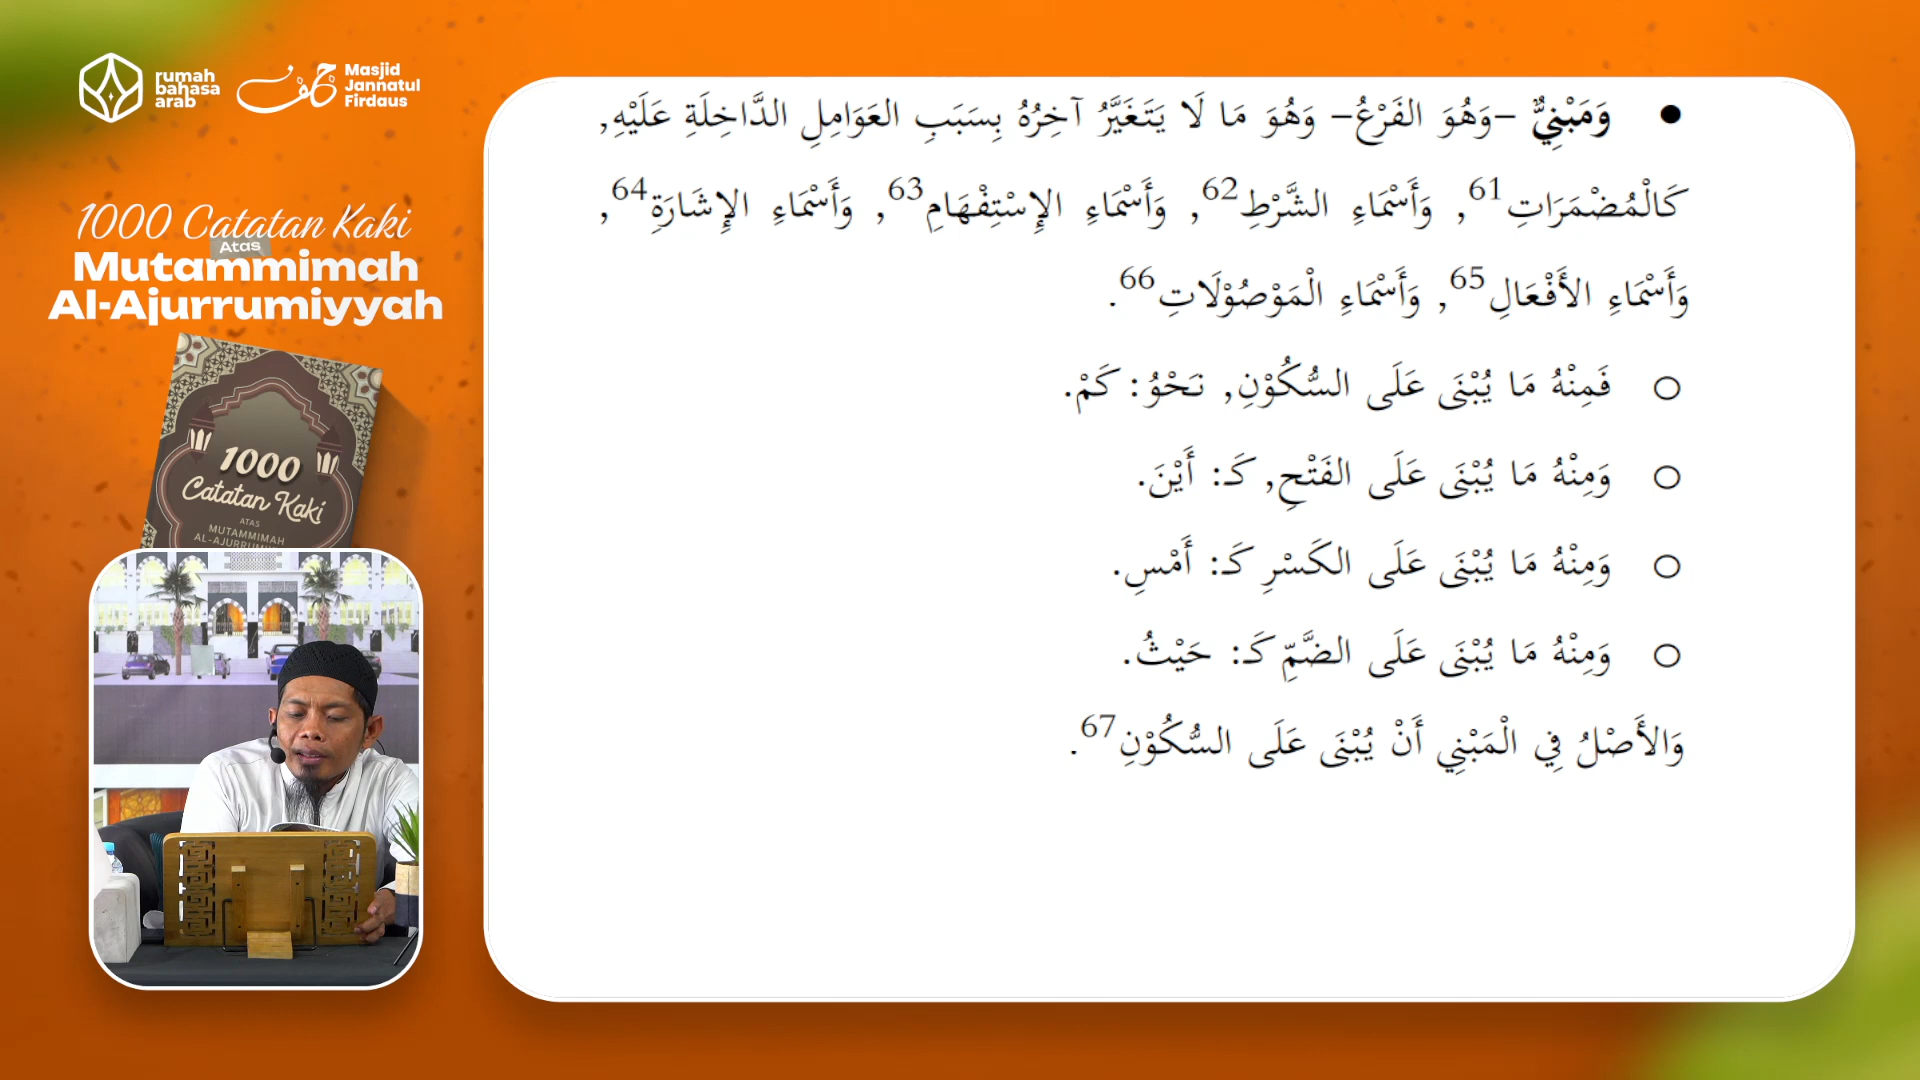 rumah
bahasa
arab
Masjid
Jannatul
Firdaus
1000 Catatan Kaki
Atas
Mutammimah
Al-Ajurrumiyyah
1000
Catatan Kaki
ATAS
MUTAMMIMAH
● وَمَبْنِيٌّ –وَهُوَ الفَرْعُ– وَهُوَ مَا لَا يَتَغَيَّرُ آخِرُهُ بِسَبَبِ العَوَامِلِ الدَّاخِلَةِ عَلَيْهِ,
كَالْمُضْمَرَاتِ61, وَأَسْمَاءِ الشَّرْطِ62, وَأَسْمَاءِ الإِسْتِفْهَامِ63, وَأَسْمَاءِ الإِشَارَةِ64,
وَأَسْمَاءِ الأَفْعَالِ65, وَأَسْمَاءِ الْمَوْصُوْلَاتِ66.
○ فَمِنْهُ مَا يُبْنَى عَلَى السُّكُوْنِ, نَحْوُ: كَمْ.
○ وَمِنْهُ مَا يُبْنَى عَلَى الفَتْحِ, كَـ: أَيْنَ.
○ وَمِنْهُ مَا يُبْنَى عَلَى الكَسْرِ كَـ: أَمْسِ.
○ وَمِنْهُ مَا يُبْنَى عَلَى الضَّمِّ كَـ: حَيْثُ.
وَالأَصْلُ فِي الْمَبْنِي أَنْ يُبْنَى عَلَى السُّكُوْنِ67.